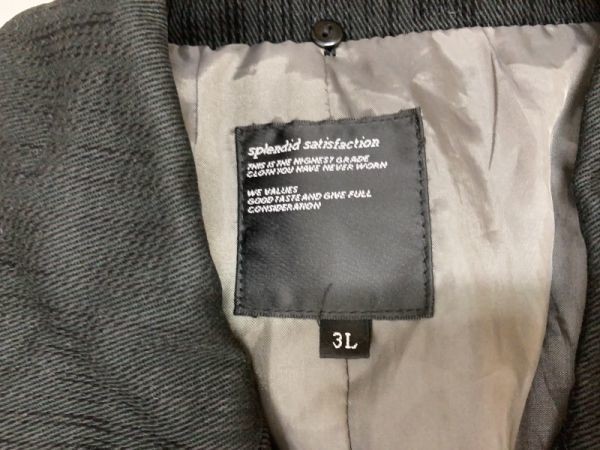 splendid satisfaction
THIS IS THE HIGHEST GRADE
CLOTH YOU HAVE NEVER WORN
WE VALUES
GOOD TASTE AND GIVE FULL
CONSIDERATION
3L